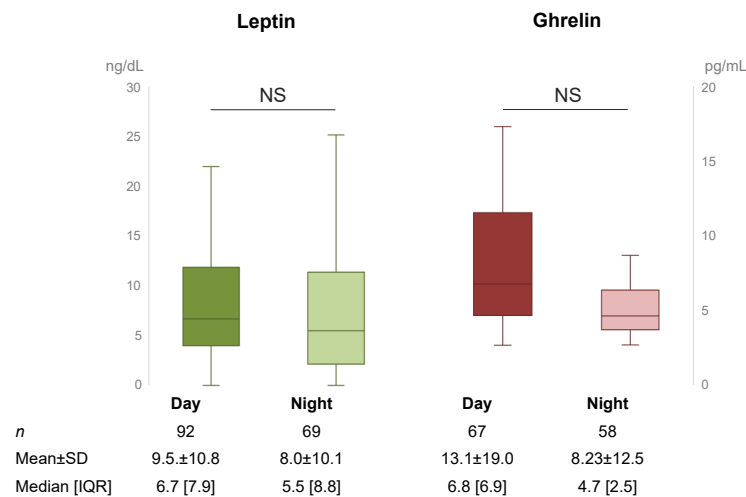 Leptin Ghrelin
ng/dL pg/mL
30 20
NS NS
25
20
15
15
10
10
5
5
0 0
Day Night Day Night
n 92 69 67 58
Mean±SD 9.5.±10.8 8.0±10.1 13.1±19.0 8.23±12.5
Median [IQR] 6.7 [7.9] 5.5 [8.8] 6.8 [6.9] 4.7 [2.5]